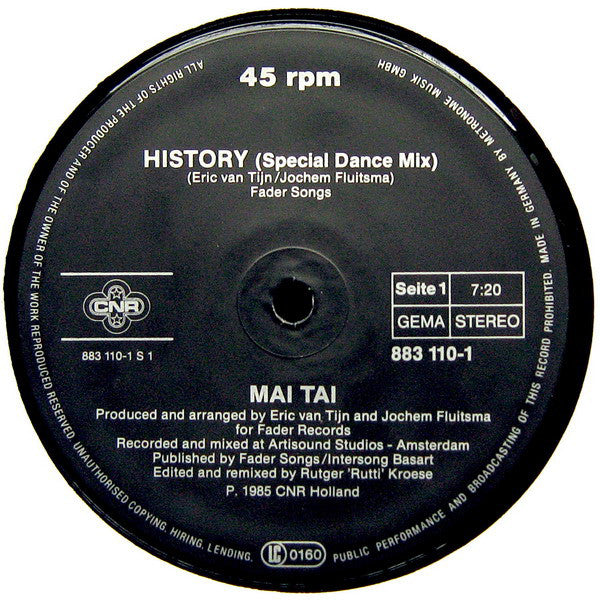 45 rpm
HISTORY (Special Dance Mix)
(Eric van Tijn/Jochem Fluitsma)
Fader Songs
CNR
883 110-1 S 1
Seite 1 7:20
GEMA STEREO
883 110-1
MAI TAI
Produced and arranged by Eric van Tijn and Jochem Fluitsma
for Fader Records
Recorded and mixed at Artisound Studios - Amsterdam
Published by Fader Songs/Intersong Basart
Edited and remixed by Rutger 'Rutti' Kroese
P. 1985 CNR Holland
LC 0160
ALL RIGHTS OF THE PRODUCER AND OF THE OWNER OF THE WORK REPRODUCED RESERVED. UNAUTHORISED COPYING, HIRING, LENDING, PUBLIC PERFORMANCE AND BROADCASTING OF THIS RECORD PROHIBITED. MADE IN GERMANY BY METRONOME MUSIK GMBH